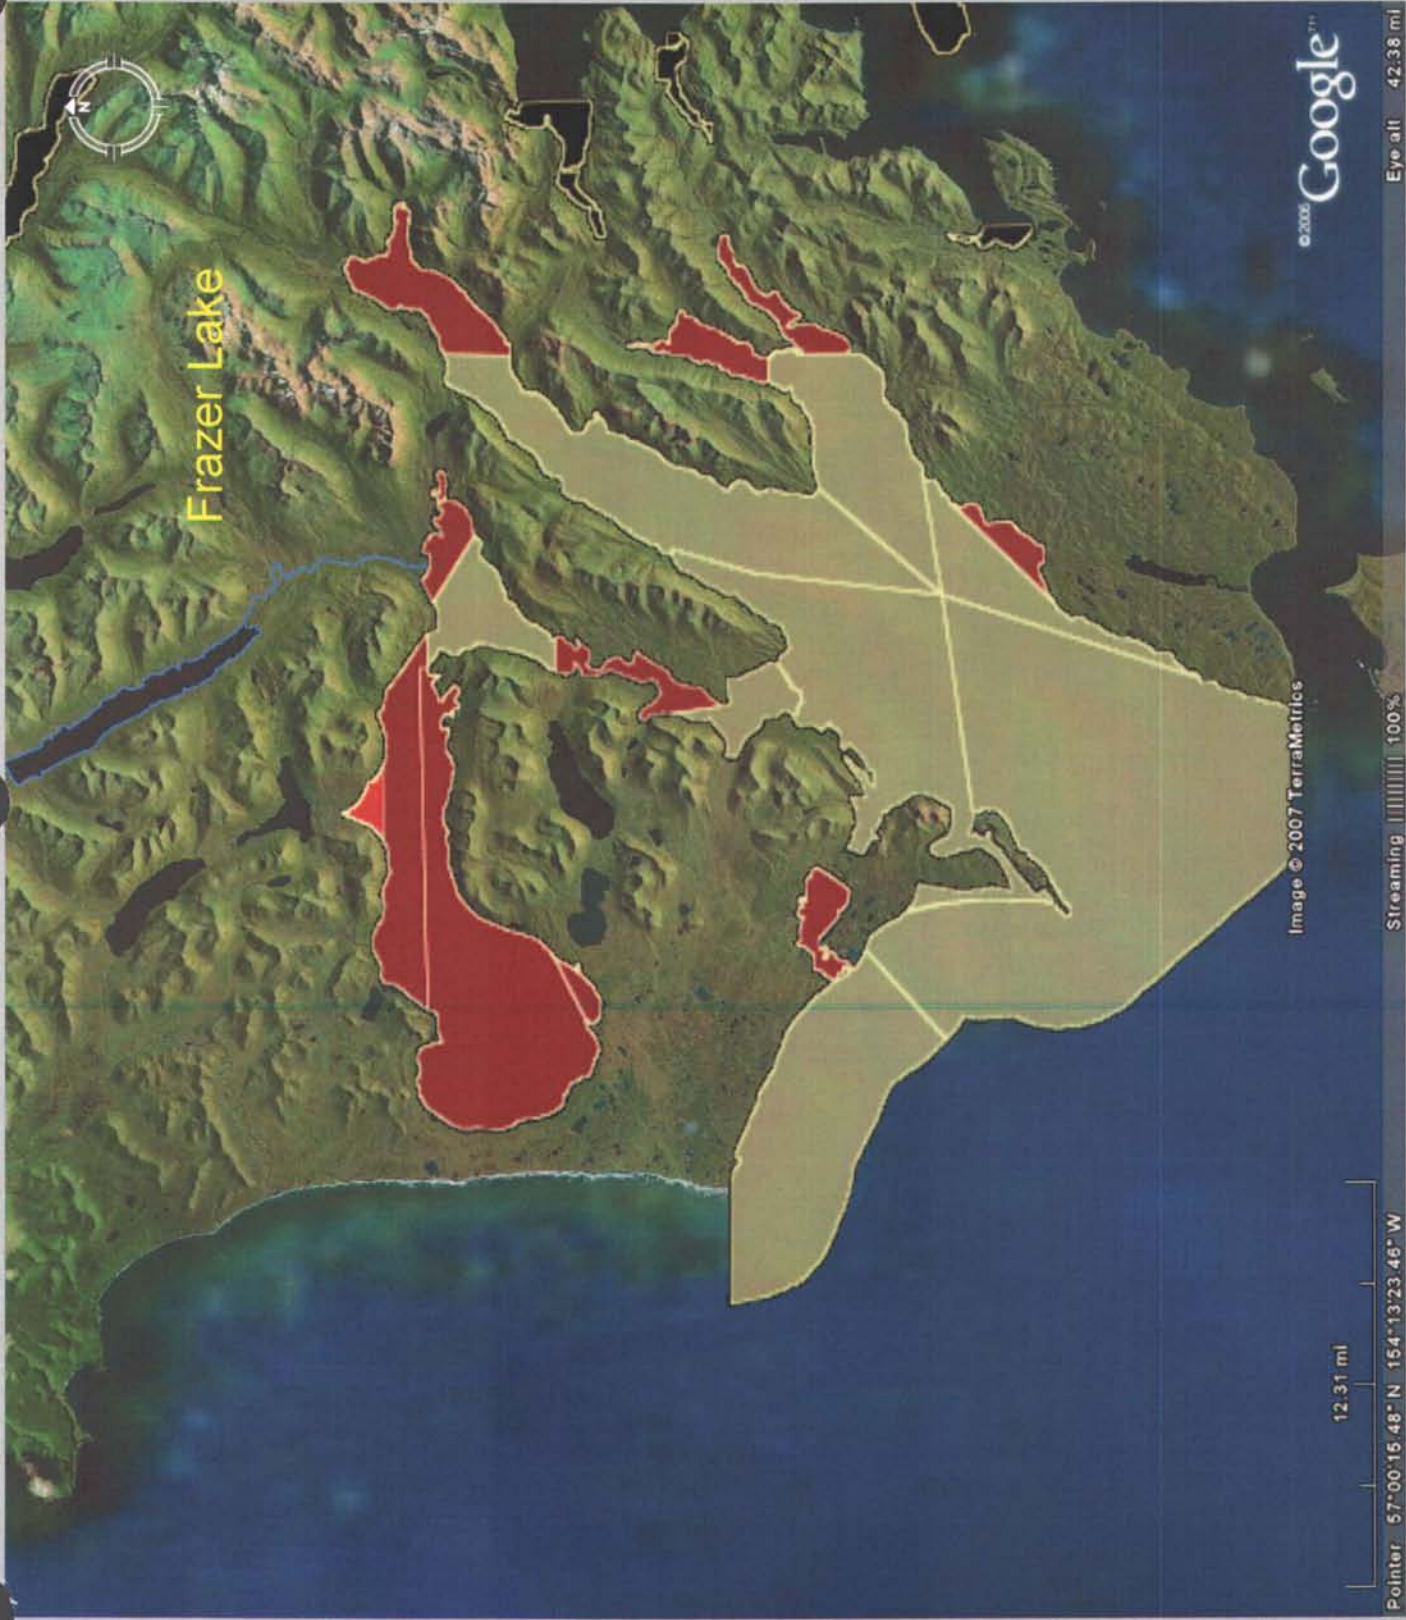 N
Frazer Lake
Image © 2007 TerraMetrics
© 2006 Google™
12.31 mi
Pointer 57°00'15.48" N 154°13'23.46" W
Streaming |||||||||| 100%
Eye alt 42.38 mi